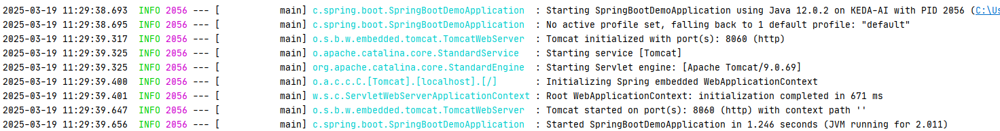 2025-03-19 11:29:38.693  INFO 2056 --- [           main] c.spring.boot.SpringBootDemoApplication  : Starting SpringBootDemoApplication using Java 12.0.2 on KEDA-AI with PID 2056 (C:\Us
2025-03-19 11:29:38.695  INFO 2056 --- [           main] c.spring.boot.SpringBootDemoApplication  : No active profile set, falling back to 1 default profile: "default"
2025-03-19 11:29:39.317  INFO 2056 --- [           main] o.s.b.w.embedded.tomcat.TomcatWebServer  : Tomcat initialized with port(s): 8060 (http)
2025-03-19 11:29:39.325  INFO 2056 --- [           main] o.apache.catalina.core.StandardService   : Starting service [Tomcat]
2025-03-19 11:29:39.325  INFO 2056 --- [           main] org.apache.catalina.core.StandardEngine  : Starting Servlet engine: [Apache Tomcat/9.0.69]
2025-03-19 11:29:39.400  INFO 2056 --- [           main] o.a.c.c.C.[Tomcat].[localhost].[/]       : Initializing Spring embedded WebApplicationContext
2025-03-19 11:29:39.401  INFO 2056 --- [           main] w.s.c.ServletWebServerApplicationContext : Root WebApplicationContext: initialization completed in 671 ms
2025-03-19 11:29:39.647  INFO 2056 --- [           main] o.s.b.w.embedded.tomcat.TomcatWebServer  : Tomcat started on port(s): 8060 (http) with context path ''
2025-03-19 11:29:39.656  INFO 2056 --- [           main] c.spring.boot.SpringBootDemoApplication  : Started SpringBootDemoApplication in 1.246 seconds (JVM running for 2.011)